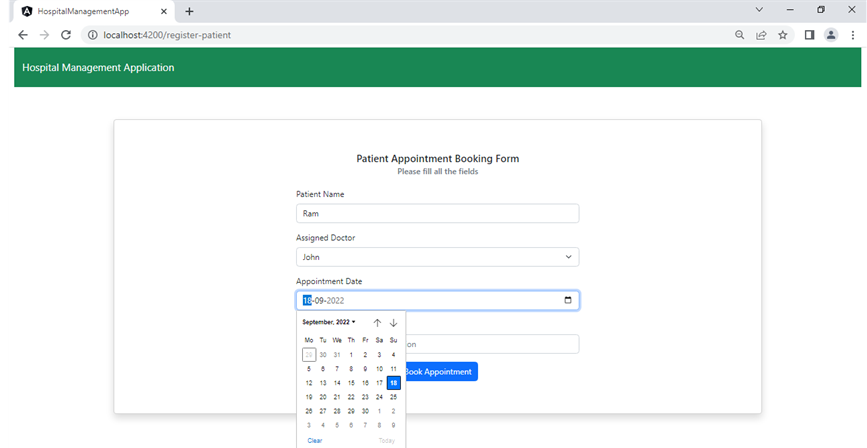 HospitalManagementApp
localhost:4200/register-patient
Hospital Management Application
Patient Appointment Booking Form
Please fill all the fields
Patient Name
Ram
Assigned Doctor
John
Appointment Date
18-09-2022
September, 2022
Mo Tu We Th Fr Sa Su
29 30 31 1 2 3 4
5 6 7 8 9 10 11
12 13 14 15 16 17 18
19 20 21 22 23 24 25
26 27 28 29 30 1 2
3 4 5 6 7 8 9
Clear Today
on
Book Appointment